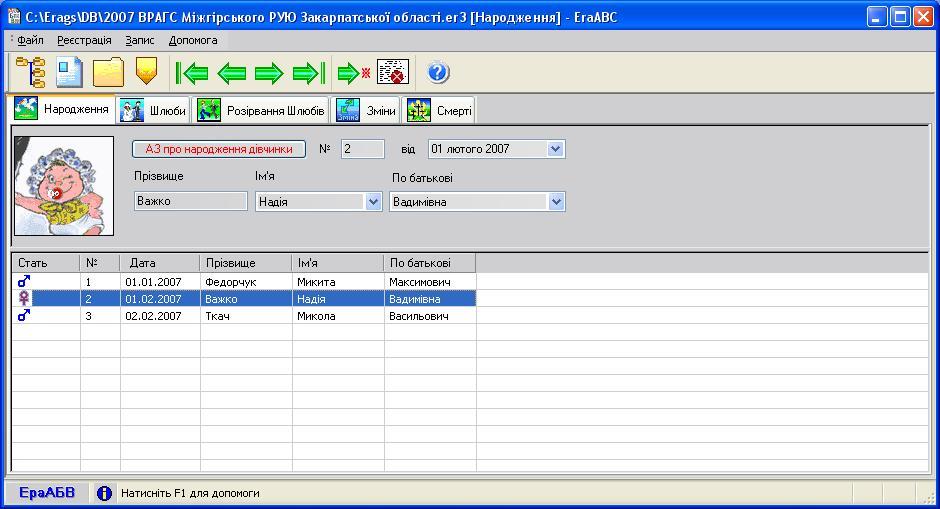 C:\Erags\DB\2007 ВРАГС Міжгірського РУЮ Закарпатської області.er3 [Народження] - EraABC
Файл Реєстрація Запис Допомога
Народження Шлюби Розірвання Шлюбів Зміна Зміни Смерті
АЗ про народження дівчинки № 2 від 01 лютого 2007
Прізвище Ім'я По батькові
Важко Надія Вадимівна
Стать № Дата Прізвище Ім'я По батькові
1 01.01.2007 Федорчук Микита Максимович
2 01.02.2007 Важко Надія Вадимівна
3 02.02.2007 Ткач Микола Васильович
ЕраАБВ Натисніть F1 для допомоги